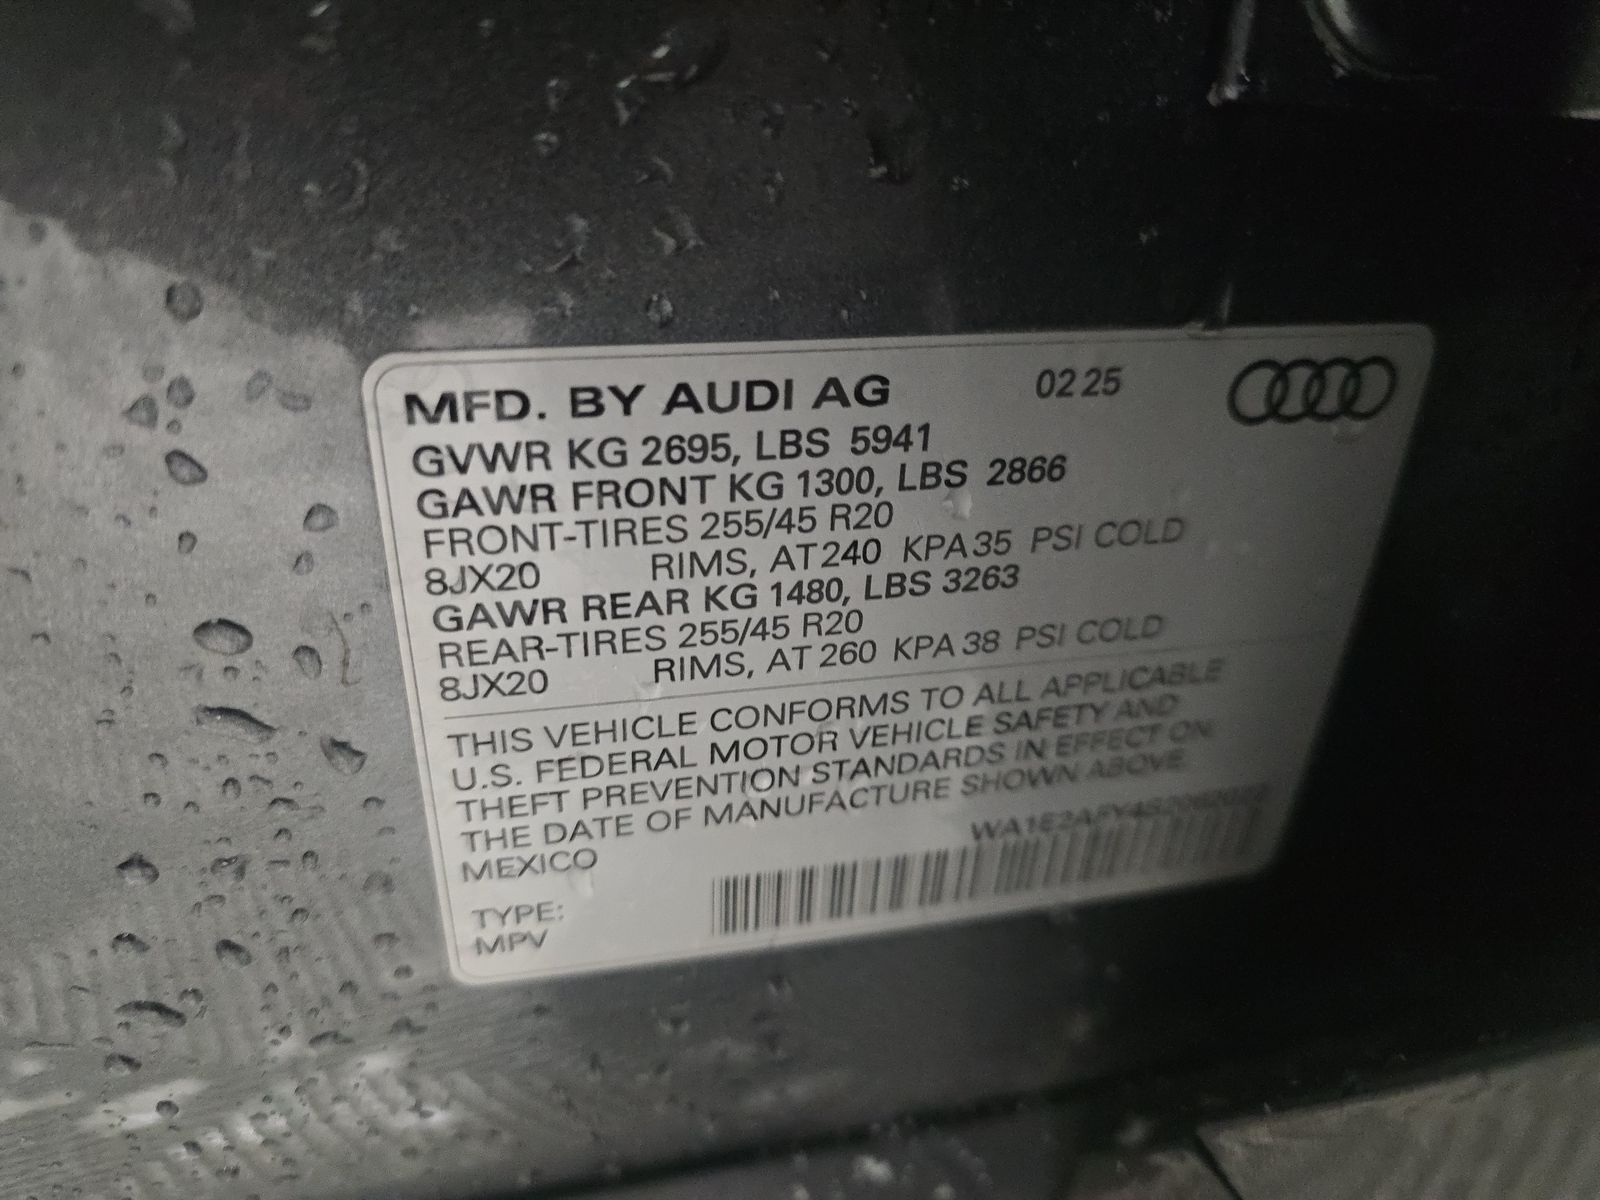 MFD. BY AUDI AG 02 25
GVWR KG 2695, LBS 5941
GAWR FRONT KG 1300, LBS 2866
FRONT-TIRES 255/45 R20
8JX20 RIMS, AT 240 KPA 35 PSI COLD
GAWR REAR KG 1480, LBS 3263
REAR-TIRES 255/45 R20
8JX20 RIMS, AT 260 KPA 38 PSI COLD
THIS VEHICLE CONFORMS TO ALL APPLICABLE
U.S. FEDERAL MOTOR VEHICLE SAFETY AND
THEFT PREVENTION STANDARDS IN EFFECT ON
THE DATE OF MANUFACTURE SHOWN ABOVE
MEXICO
TYPE:
MPV